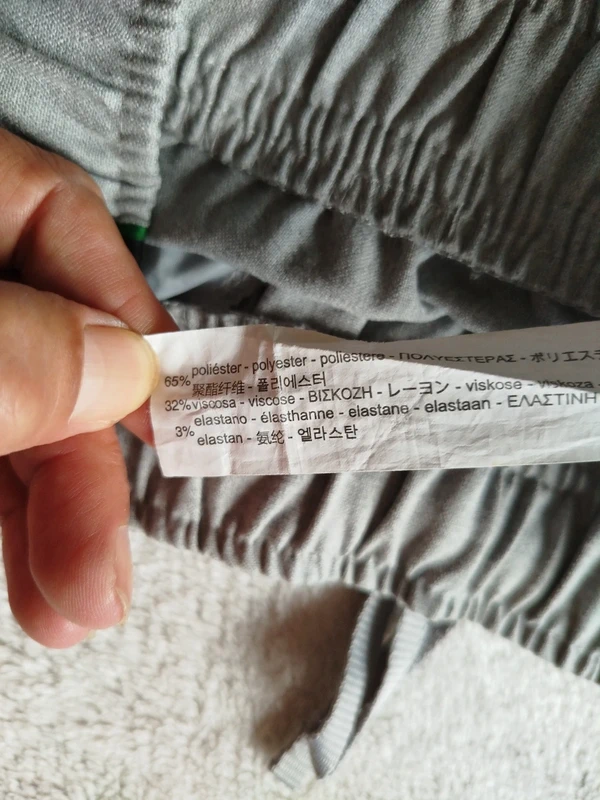 65% poliéster - polyester - poliestere - ΠΟΛΥΕΣΤΕΡΑΣ - ポリエス
聚酯纤维 - 폴리에스터
32% viscosa - viscose - ΒΙΣΚΟΖΗ - レーヨン - viskose - viskoza -
3% elastano - élasthanne - elastane - elastaan - ΕΛΑΣΤΙΝΗ
elastan - 氨纶 - 엘라스탄